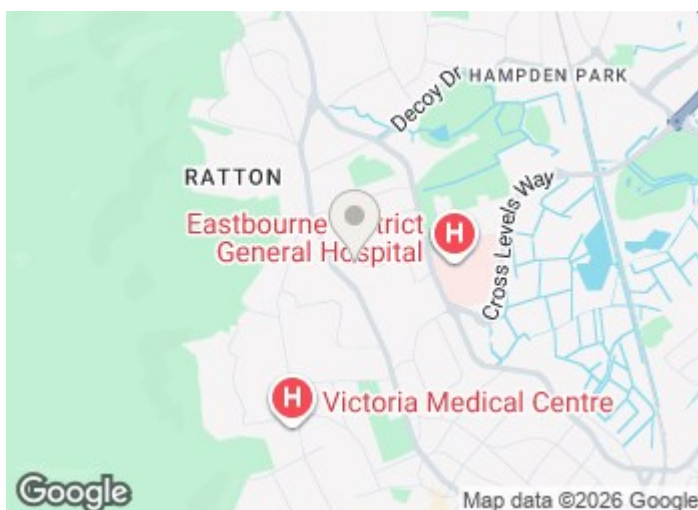 HAMPDEN PARK
Decoy Dr
RATTON
Cross Levels Way
Eastbourne trict
General Hospital
H
H
Victoria Medical Centre
Google
Map data ©2026 Google